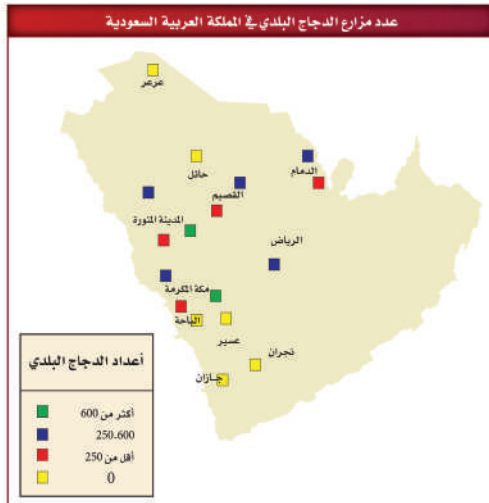 عدد مزارع الدجاج البلدي في المملكة العربية السعودية
عرعر
حائل
الدمام
القصيم
المدينة المنورة
الرياض
مكة المكرمة
الباحة
عسير
نجران
جازان
أعداد الدجاج البلدي
أكثر من 600
250.600
أقل من 250
0